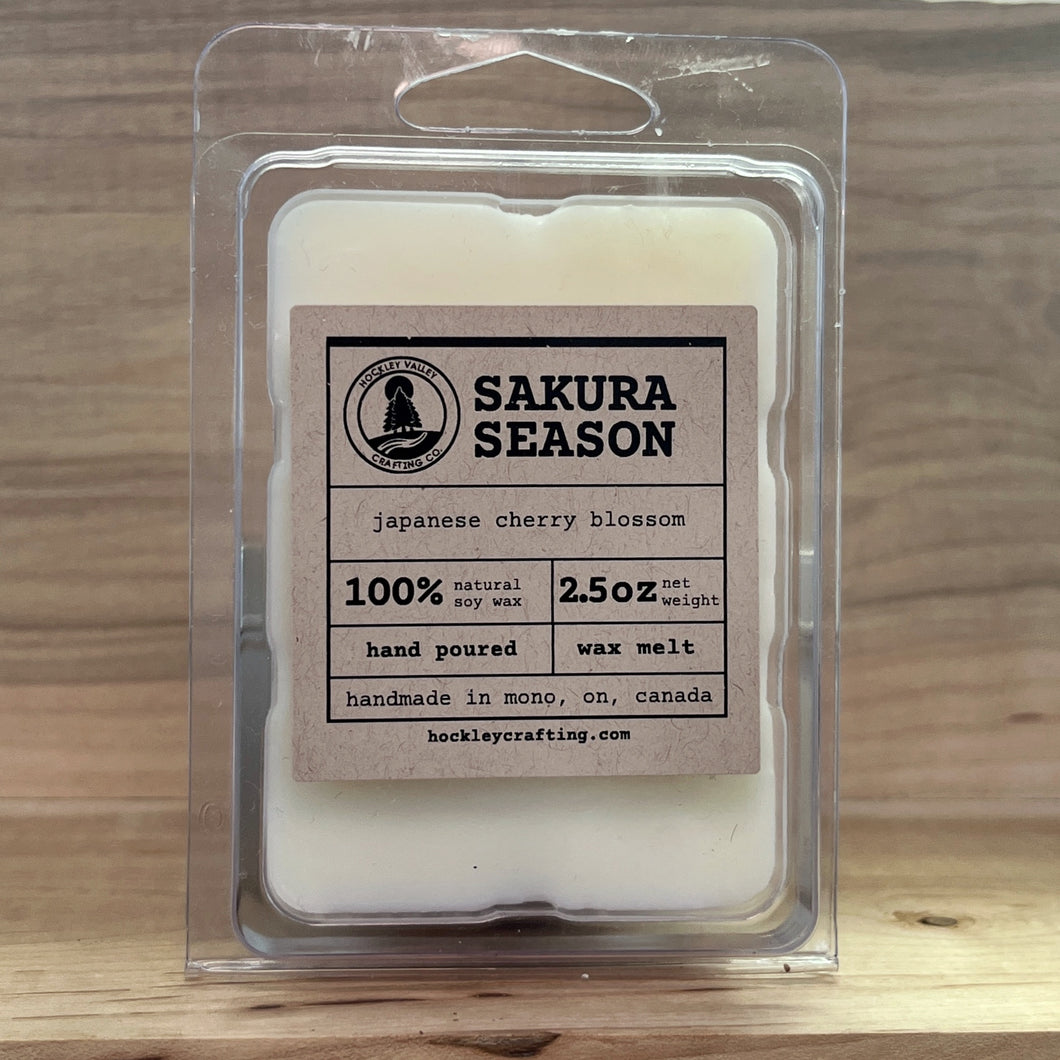 HOCKLEY VALLEY
CRAFTING CO.
SAKURA
SEASON
japanese cherry blossom
100% natural
soy wax
2.5oz net
weight
hand poured
wax melt
handmade in mono, on, canada
hockleycrafting.com